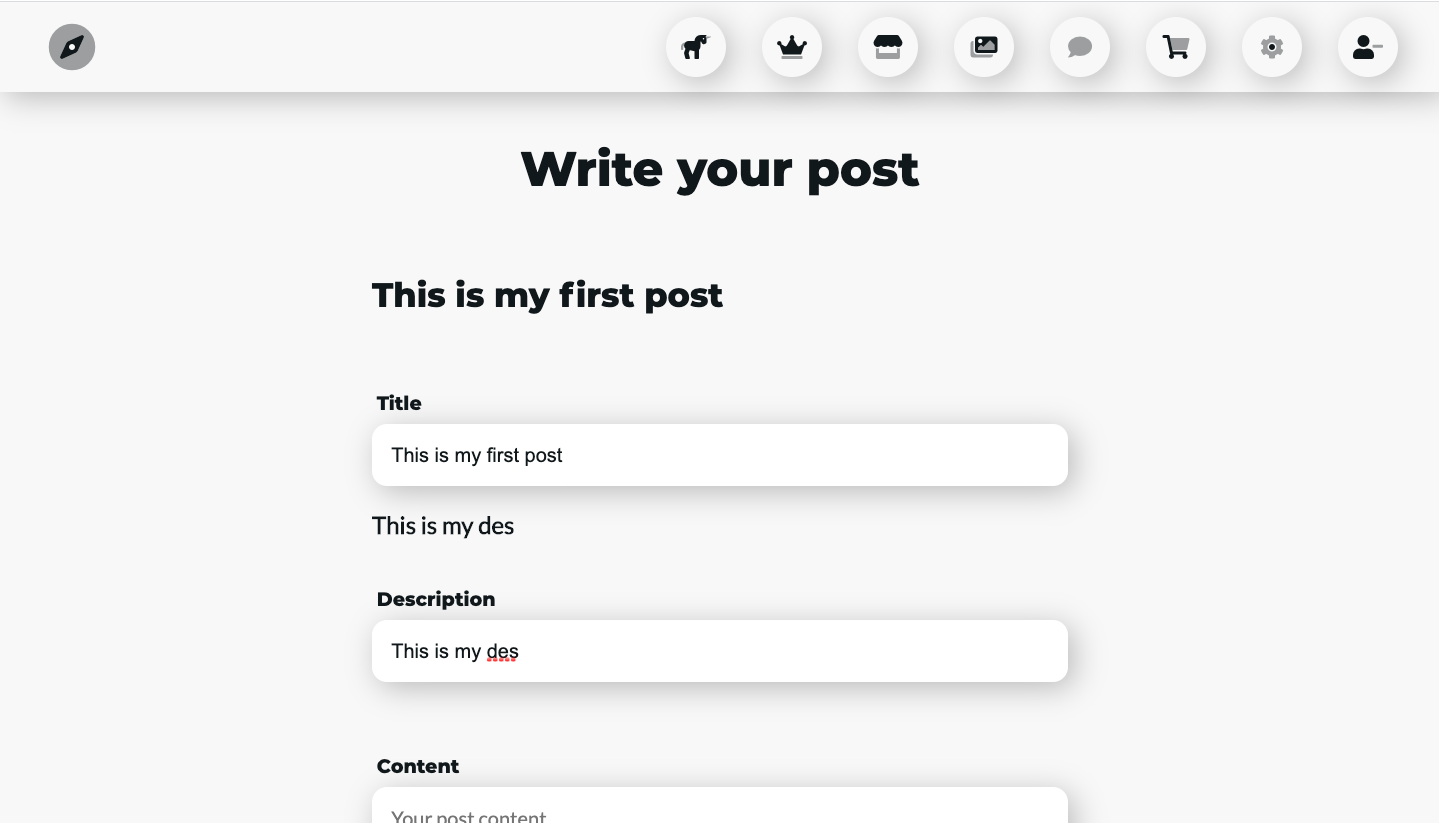 Write your post
This is my first post
Title
This is my first post
This is my des
Description
This is my des
Content
Your post content